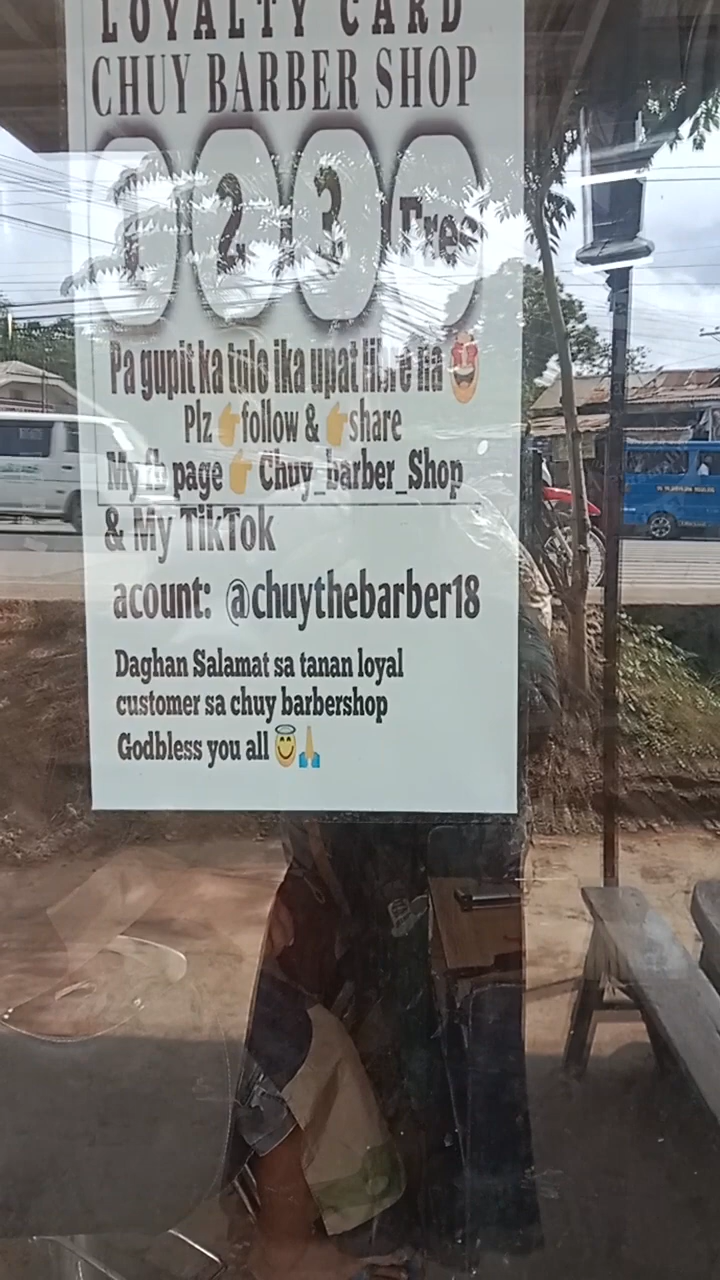 LOYALTY CARD
CHUY BARBER SHOP
1 2 3 Free
Pa gupit ka tulo ika upat libre na
Plz 👉follow & 👉share
My fb page 👉 Chuy_barber_Shop
& My TikTok
acount: @chuythebarber18
Daghan Salamat sa tanan loyal
customer sa chuy barbershop
Godbless you all😇🙏